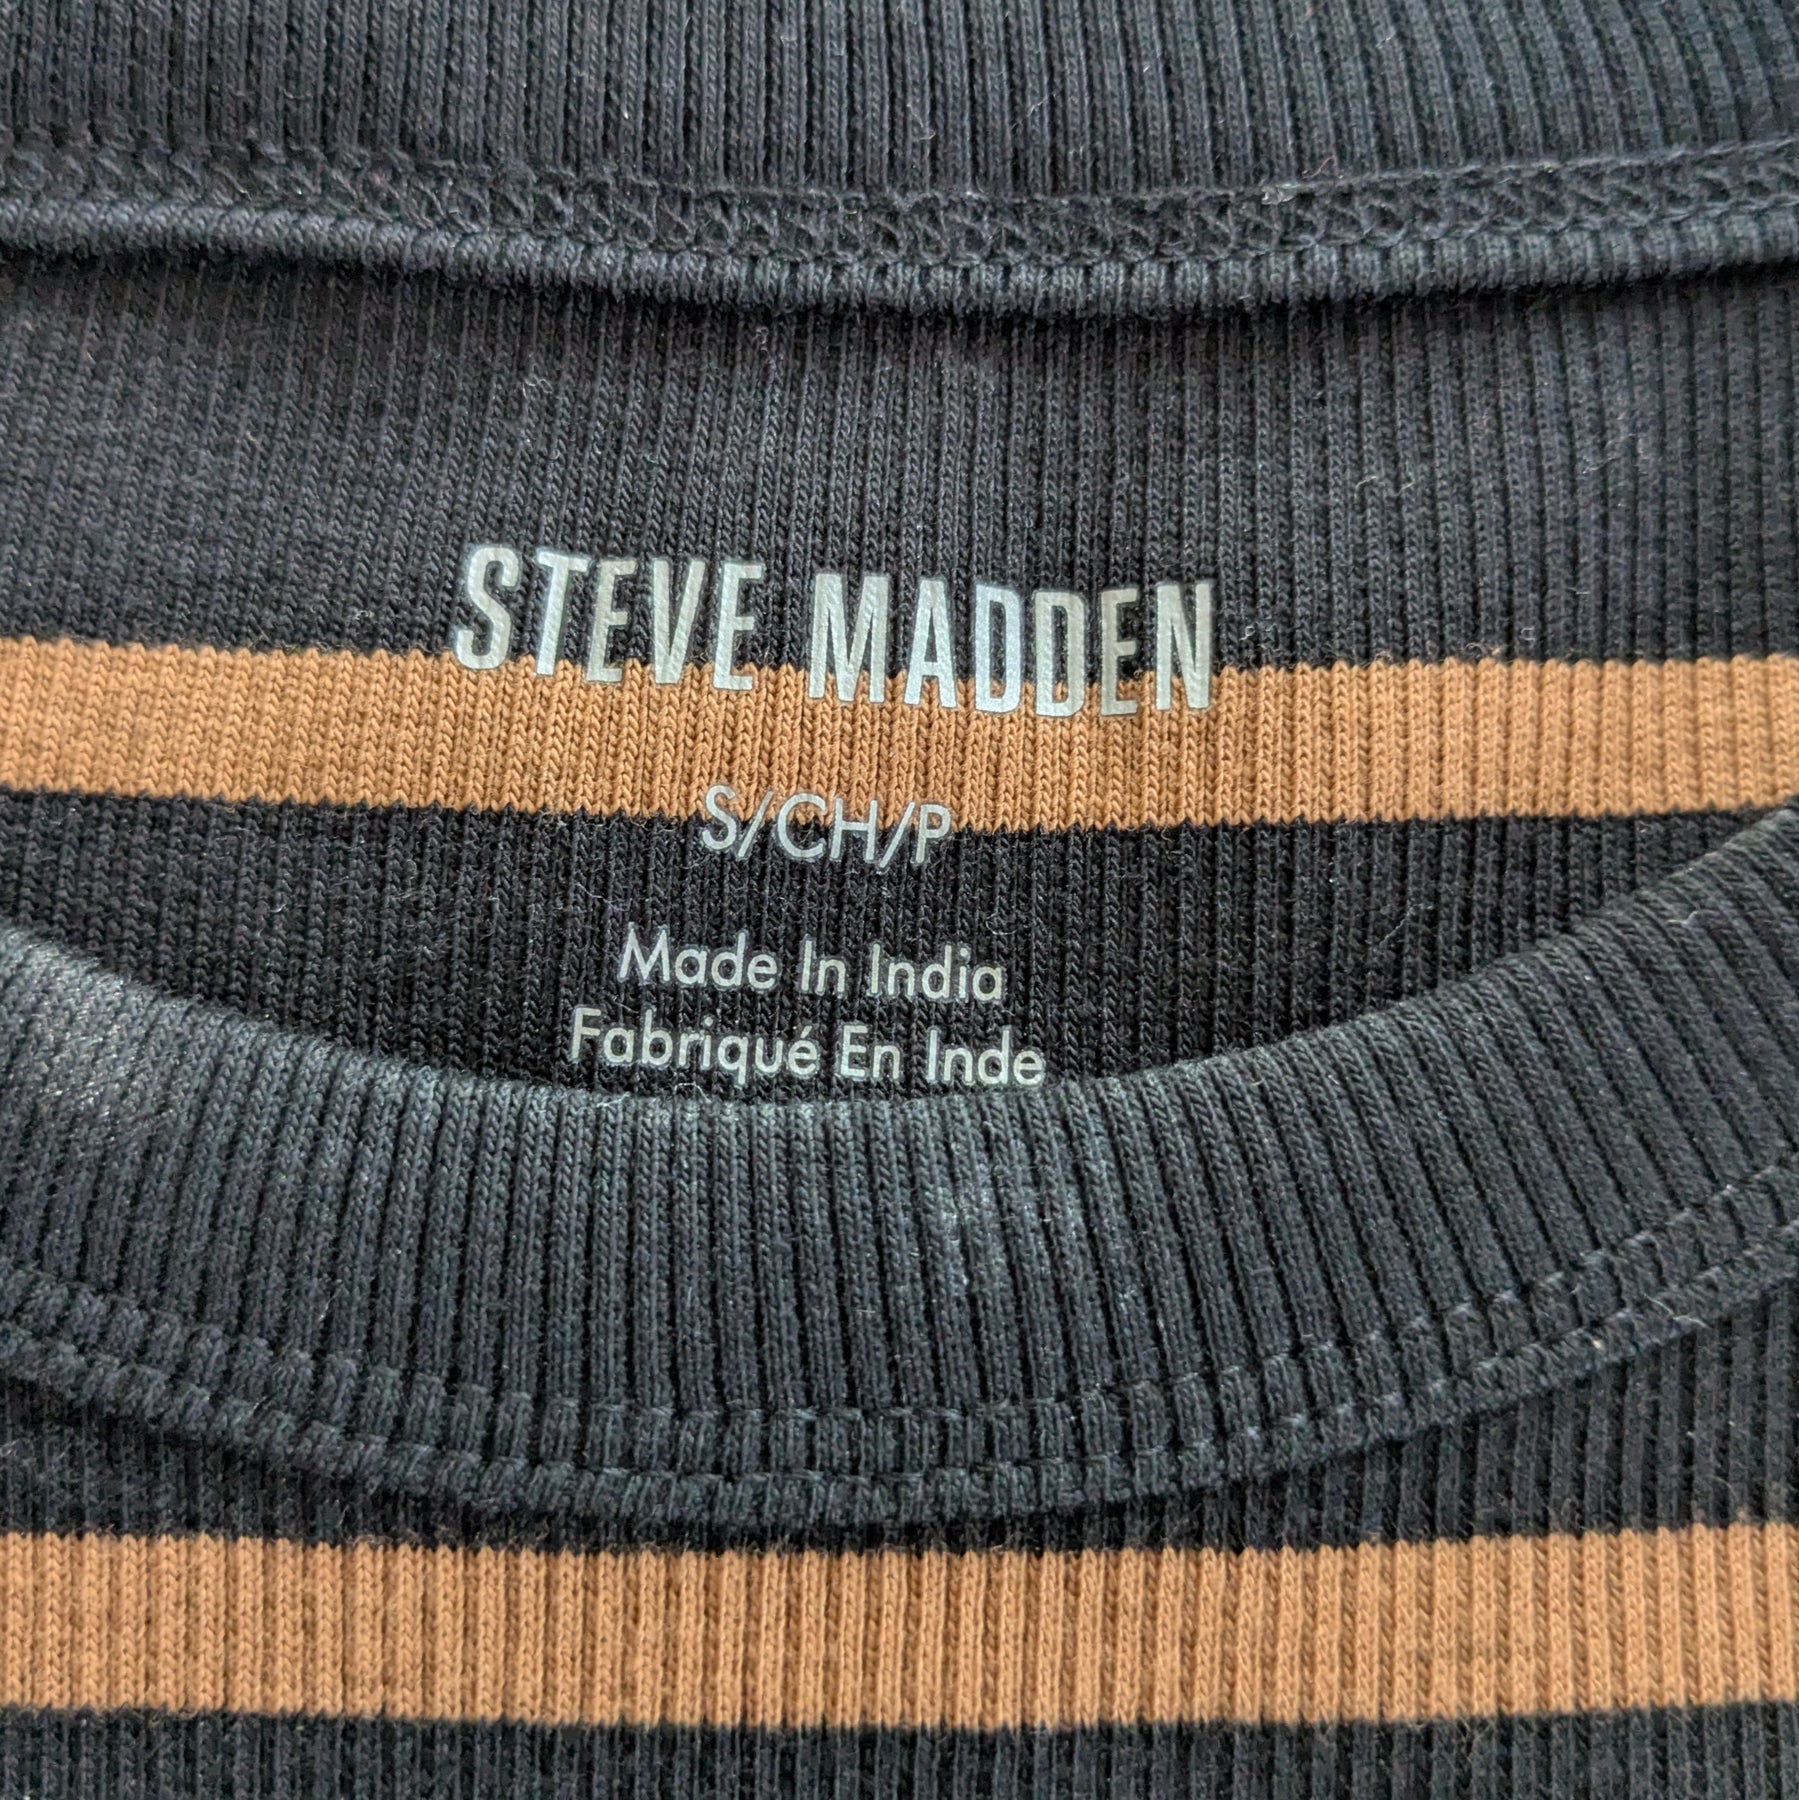 STEVE MADDEN
S/CH/P
Made In India
Fabriqué En Inde